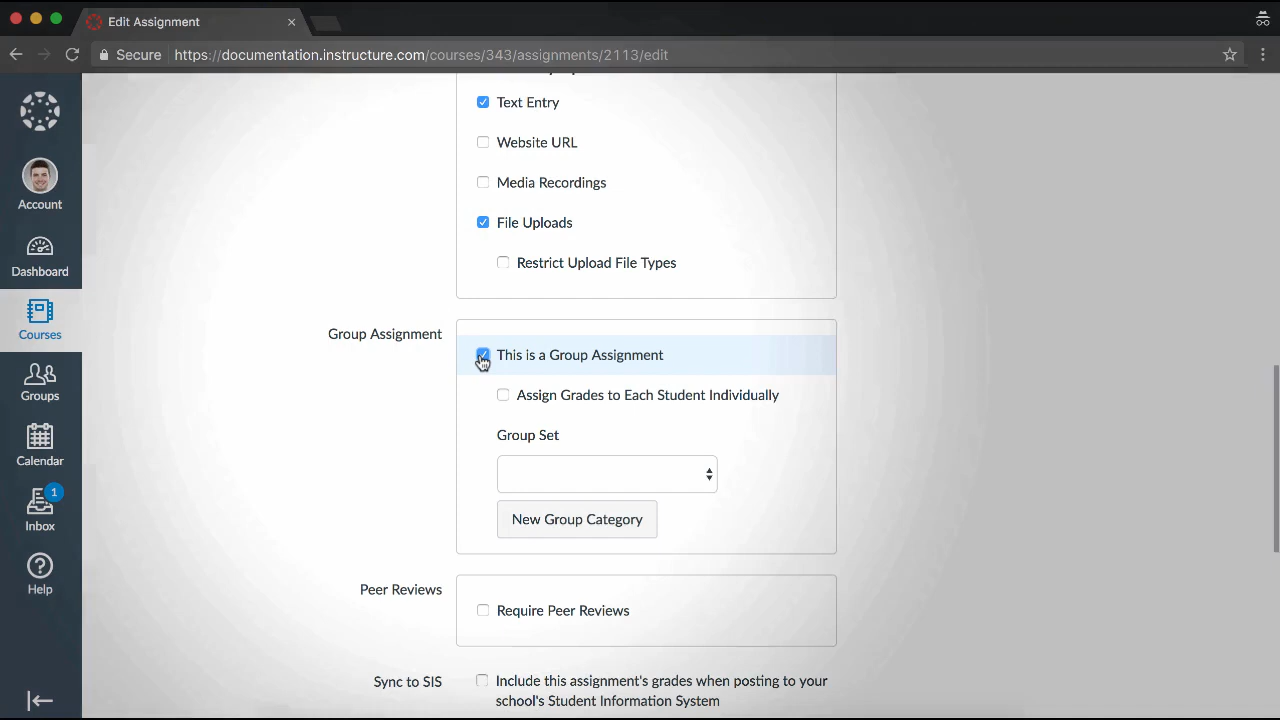 Edit Assignment
Secure https://documentation.instructure.com/courses/343/assignments/2113/edit
Text Entry
Website URL
Media Recordings
File Uploads
Restrict Upload File Types
Group Assignment
This is a Group Assignment
Assign Grades to Each Student Individually
Group Set
New Group Category
Peer Reviews
Require Peer Reviews
Sync to SIS
Include this assignment's grades when posting to your
school's Student Information System
Account
Dashboard
Courses
Groups
Calendar
1
Inbox
Help